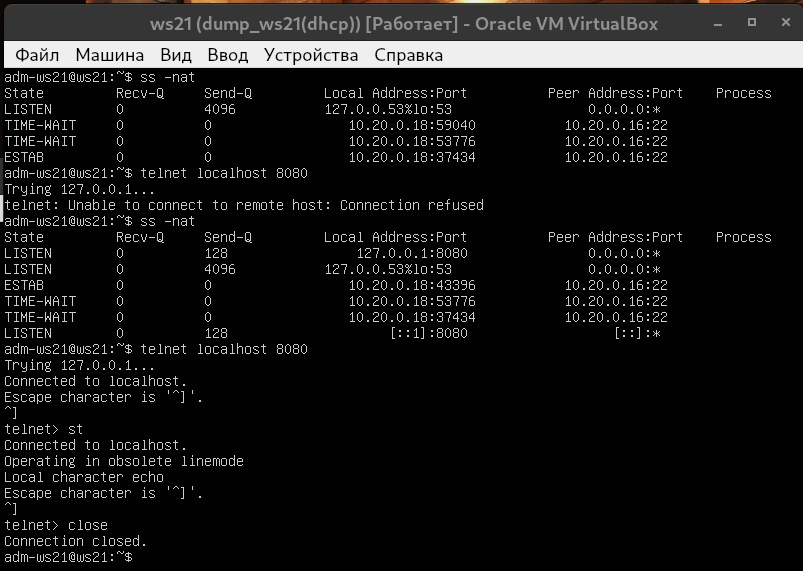 ws21 (dump_ws21(dhcp)) [Работает] - Oracle VM VirtualBox
Файл Машина Вид Ввод Устройства Справка
adm-ws21@ws21:~$ ss -nat
State Recv-Q Send-Q Local Address:Port Peer Address:Port Process
LISTEN 0 4096 127.0.0.53%lo:53 0.0.0.0:*
TIME-WAIT 0 0 10.20.0.18:59040 10.20.0.16:22
TIME-WAIT 0 0 10.20.0.18:53776 10.20.0.16:22
ESTAB 0 0 10.20.0.18:37434 10.20.0.16:22
adm-ws21@ws21:~$ telnet localhost 8080
Trying 127.0.0.1...
telnet: Unable to connect to remote host: Connection refused
adm-ws21@ws21:~$ ss -nat
State Recv-Q Send-Q Local Address:Port Peer Address:Port Process
LISTEN 0 128 127.0.0.1:8080 0.0.0.0:*
LISTEN 0 4096 127.0.0.53%lo:53 0.0.0.0:*
ESTAB 0 0 10.20.0.18:43396 10.20.0.16:22
TIME-WAIT 0 0 10.20.0.18:53776 10.20.0.16:22
TIME-WAIT 0 0 10.20.0.18:37434 10.20.0.16:22
LISTEN 0 128 [::1]:8080 [::]:*
adm-ws21@ws21:~$ telnet localhost 8080
Trying 127.0.0.1...
Connected to localhost.
Escape character is '^]'.
^]
telnet> st
Connected to localhost.
Operating in obsolete linemode
Local character echo
Escape character is '^]'.
^]
telnet> close
Connection closed.
adm-ws21@ws21:~$